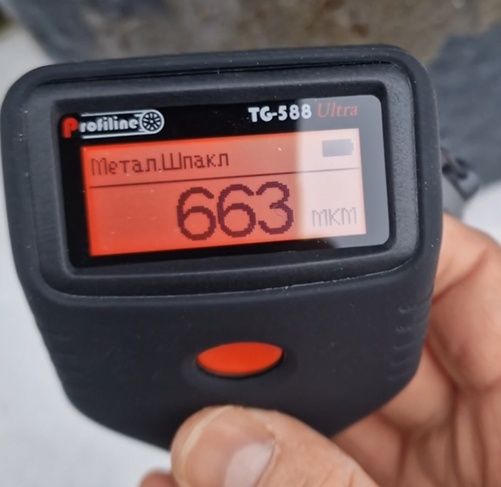 Profiline
TG-588 Ultra
Метал.Шпакл
663 мкм